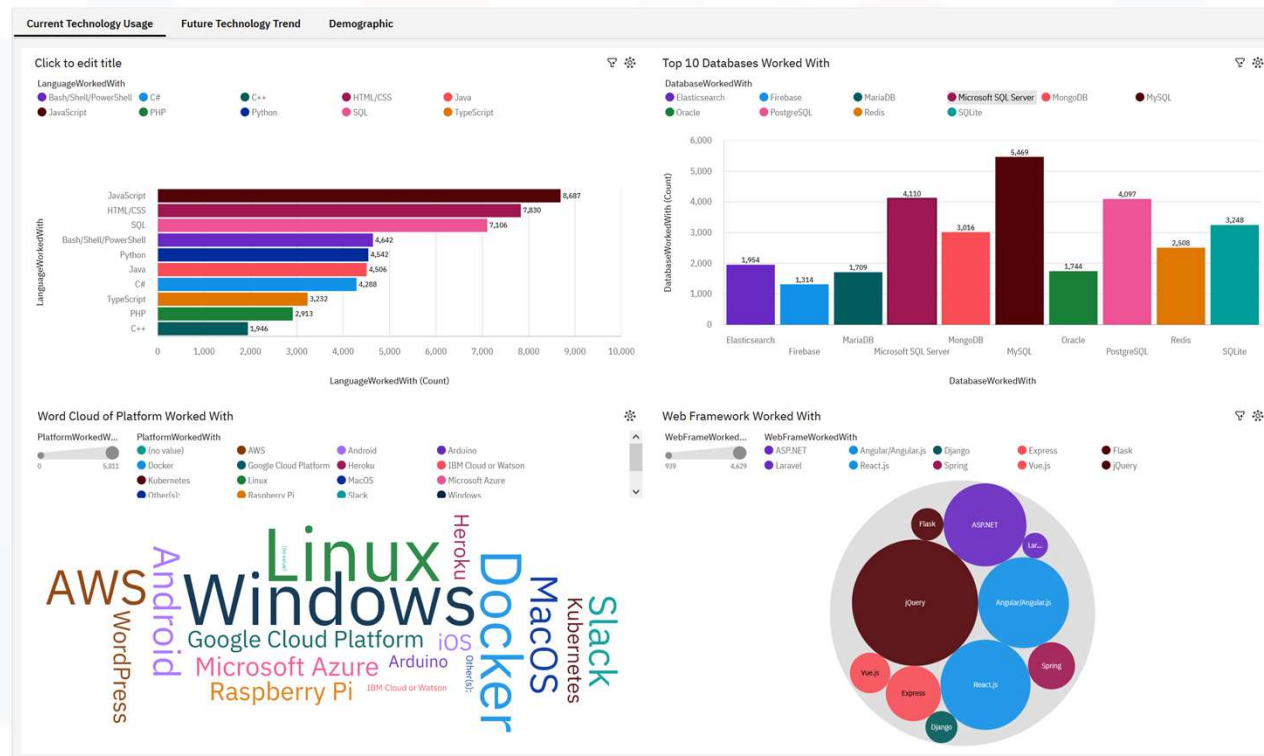 Current Technology Usage Future Technology Trend Demographic
Click to edit title
LanguageWorkedWith
Bash/Shell/PowerShell C# C++ HTML/CSS Java
JavaScript PHP Python SQL TypeScript
LanguageWorkedWith
JavaScript 8,687
HTML/CSS 7,830
SQL 7,106
Bash/Shell/PowerShell 4,642
Python 4,542
Java 4,506
C# 4,288
TypeScript 3,232
PHP 2,913
C++ 1,946
0 1,000 2,000 3,000 4,000 5,000 6,000 7,000 8,000 9,000 10,000
LanguageWorkedWith (Count)
Top 10 Databases Worked With
DatabaseWorkedWith
Elasticsearch Firebase MariaDB Microsoft SQL Server MongoDB MySQL
Oracle PostgreSQL Redis SQLite
DatabaseWorkedWith (Count)
6,000
5,000
4,000
3,000
2,000
1,000
0
1,954 1,314 1,709 4,110 3,016 5,469 1,744 4,097 2,508 3,248
Elasticsearch MariaDB MongoDB Oracle Redis
Firebase Microsoft SQL Server MySQL PostgreSQL SQLite
DatabaseWorkedWith
Word Cloud of Platform Worked With
PlatformWorkedW... PlatformWorkedWith
0 5,811
(no value) AWS Android Arduino
Docker Google Cloud Platform Heroku IBM Cloud or Watson
Kubernetes Linux MacOS Microsoft Azure
Other(s): Raspberry Pi Slack Windows
AWS
WordPress
Android
Linux
(no value)
Windows
Heroku
Google Cloud Platform
iOS
Microsoft Azure
Arduino
Other(s):
Raspberry Pi
IBM Cloud or Watson
Docker
MacOS
Kubernetes
Slack
Web Framework Worked With
WebFrameWorked... WebFrameWorkedWith
939 4,629
ASP.NET Angular/Angular.js Django Express Flask
Laravel React.js Spring Vue.js jQuery
Flask
ASP.NET
Lar...
jQuery
Angular/Angular.js
Vue.js
Express
React.js
Spring
Django